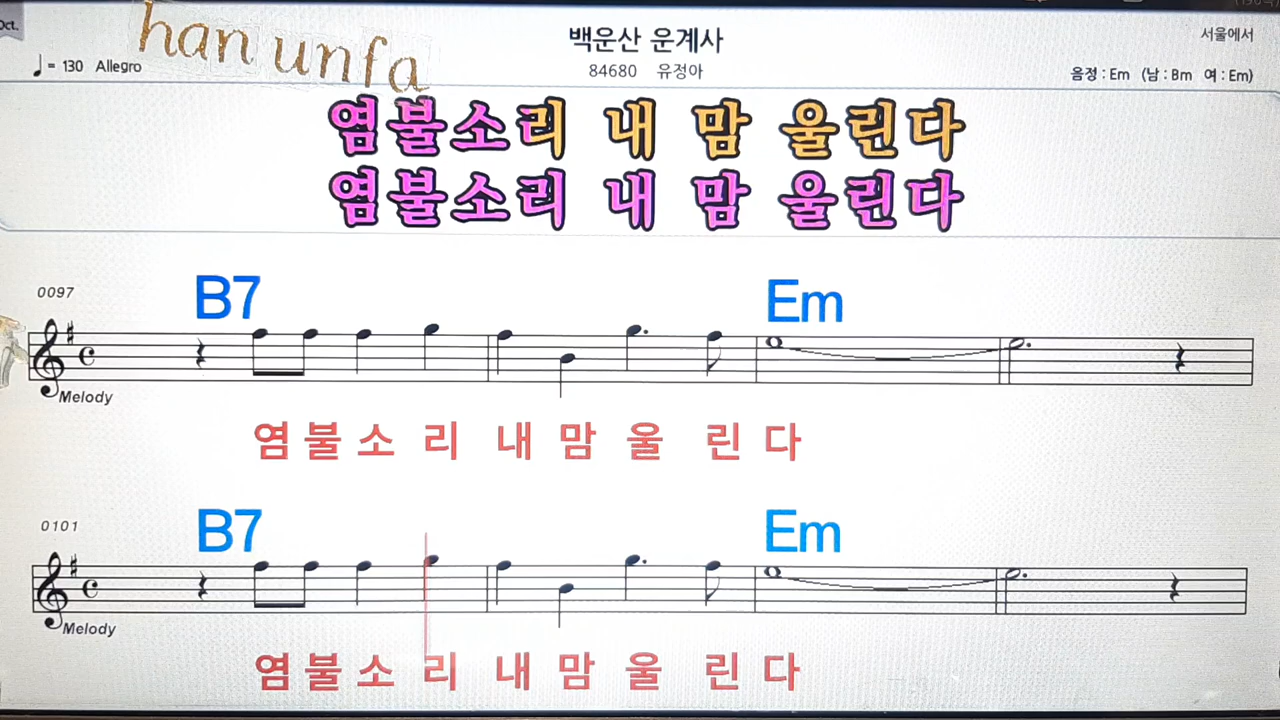 Oct.
han unfa
백운산 운계사
서울에서
♩= 130 Allegro
84680 유정아
음정 : Em (남 : Bm 여 : Em)
염불소리 내 맘 울린다
염불소리 내 맘 울린다
B7 Em
0097
Melody
염 불 소 리 내 맘 울 린 다
B7 Em
0101
Melody
염 불 소 리 내 맘 울 린 다